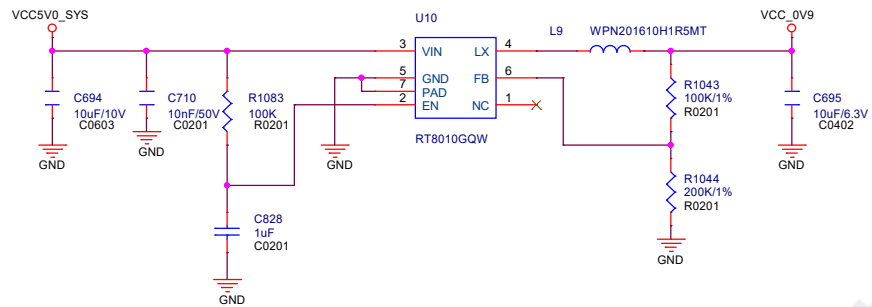 VCC5V0_SYS
U10
L9 WPN201610H1R5MT
VCC_0V9
3 VIN LX 4
5 GND FB 6
7 PAD
2 EN NC 1
RT8010GQW
C694
10uF/10V
C0603
C710
10nF/50V
C0201
R1083
100K
R0201
R1043
100K/1%
R0201
C695
10uF/6.3V
C0402
GND
GND
GND
GND
R1044
200K/1%
R0201
C828
1uF
C0201
GND
GND